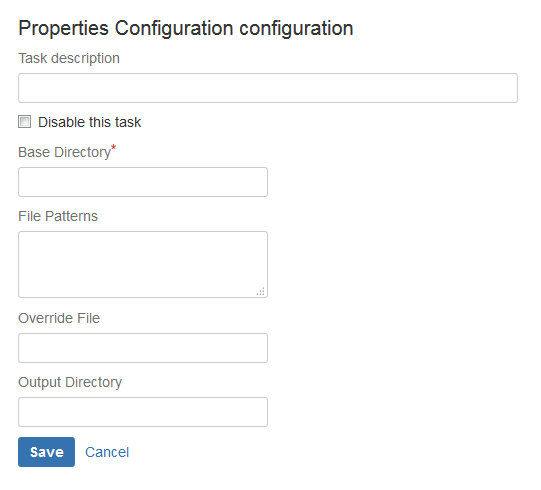 Properties Configuration configuration
Task description
Disable this task
Base Directory*
File Patterns
Override File
Output Directory
Save Cancel